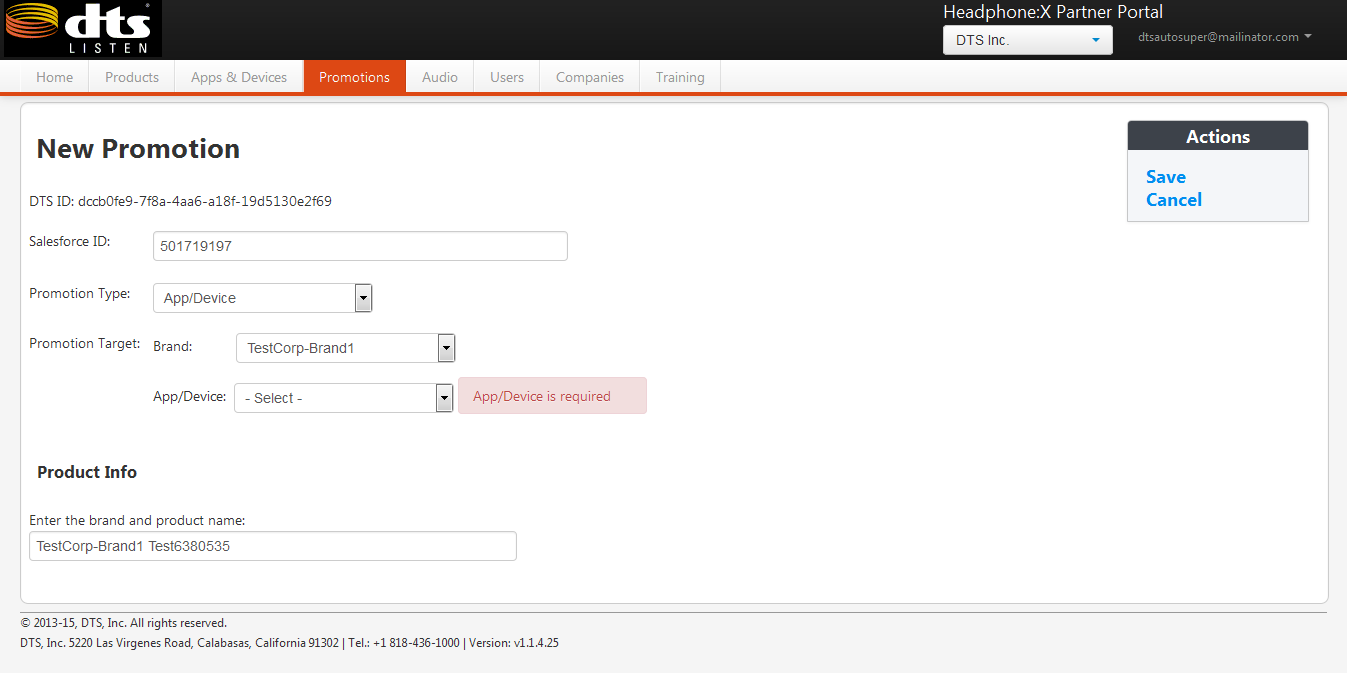 dts
LISTEN
Headphone:X Partner Portal
DTS Inc.
dtsautosuper@mailinator.com
Home Products Apps & Devices Promotions Audio Users Companies Training
New Promotion
Actions
Save
Cancel
DTS ID: dccb0fe9-7f8a-4aa6-a18f-19d5130e2f69
Salesforce ID: 501719197
Promotion Type: App/Device
Promotion Target: Brand: TestCorp-Brand1
App/Device: - Select - App/Device is required
Product Info
Enter the brand and product name:
TestCorp-Brand1 Test6380535
© 2013-15, DTS, Inc. All rights reserved.
DTS, Inc. 5220 Las Virgenes Road, Calabasas, California 91302 | Tel.: +1 818-436-1000 | Version: v1.1.4.25